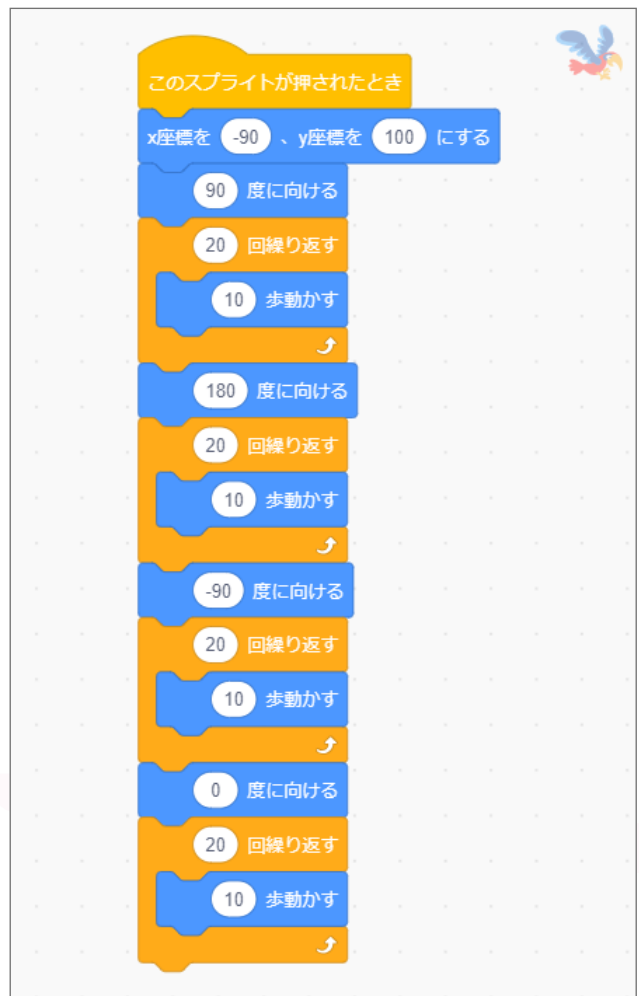 このスプライトが押されたとき
x座標を -90 、y座標を 100 にする
90 度に向ける
20 回繰り返す
10 歩動かす
180 度に向ける
20 回繰り返す
10 歩動かす
-90 度に向ける
20 回繰り返す
10 歩動かす
0 度に向ける
20 回繰り返す
10 歩動かす